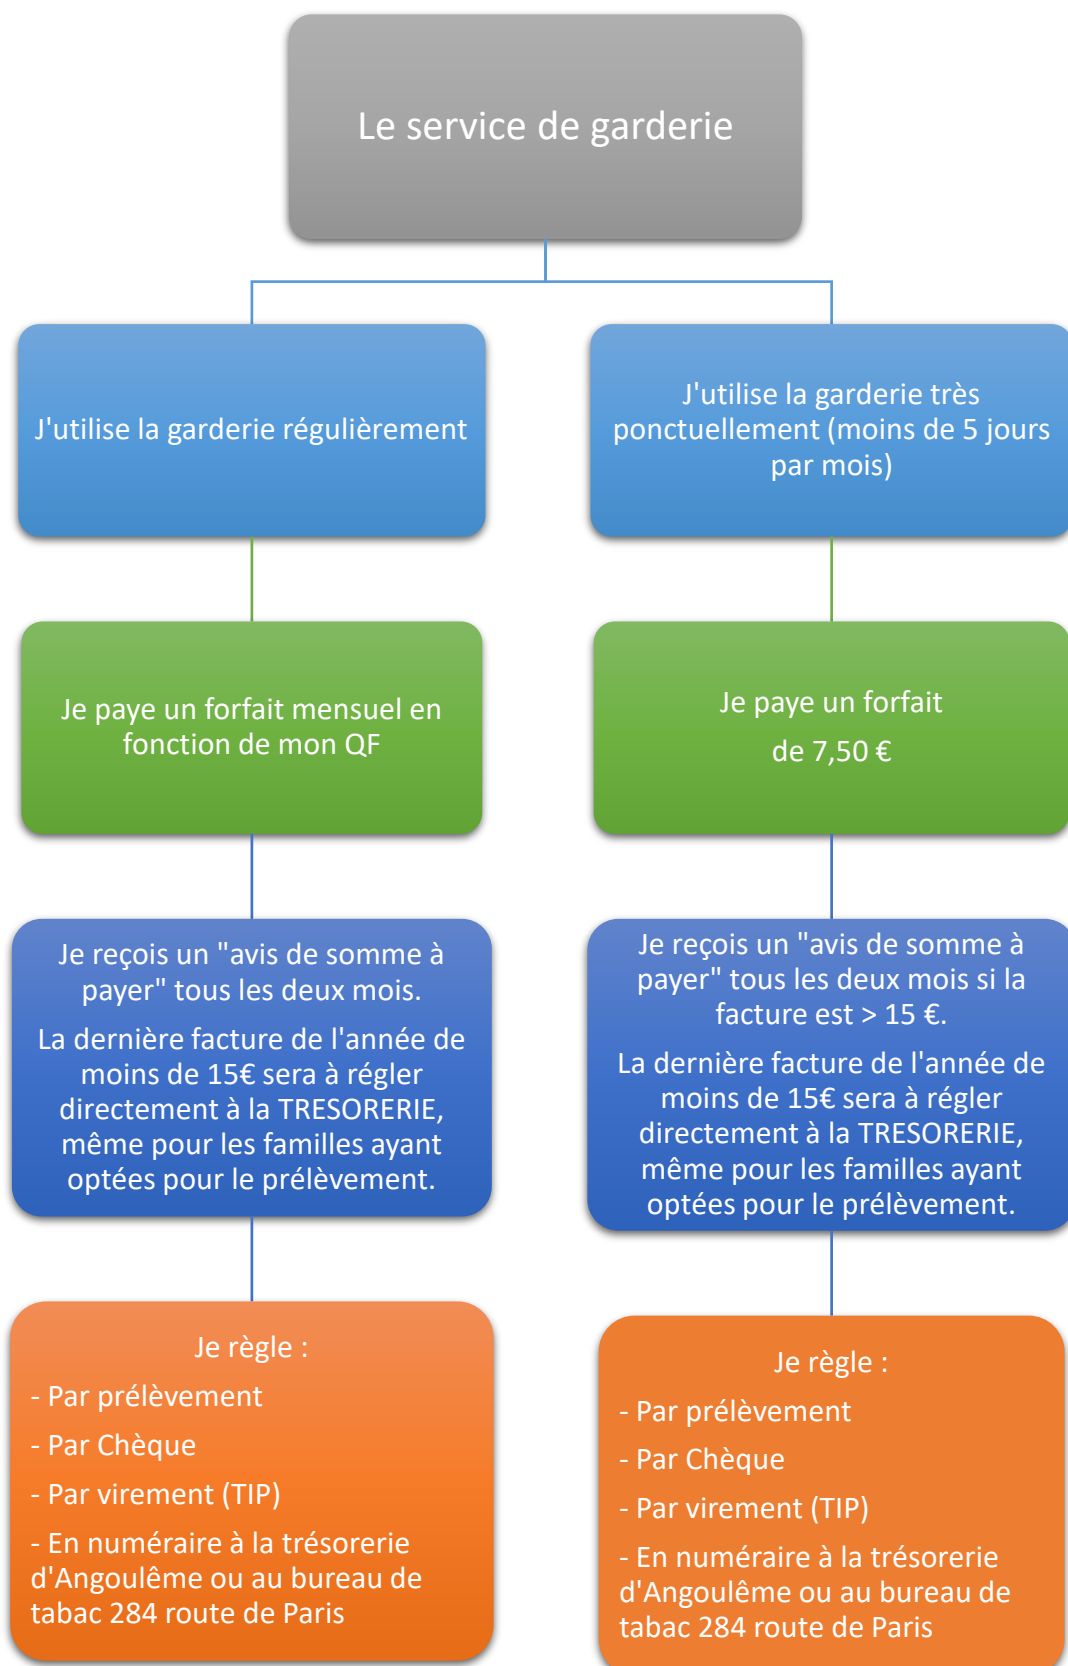 Le service de garderie
J'utilise la garderie régulièrement
J'utilise la garderie très
ponctuellement (moins de 5 jours
par mois)
Je paye un forfait mensuel en
fonction de mon QF
Je paye un forfait
de 7,50 €
Je reçois un "avis de somme à
payer" tous les deux mois.
La dernière facture de l'année de
moins de 15€ sera à régler
directement à la TRESORERIE,
même pour les familles ayant
optées pour le prélèvement.
Je reçois un "avis de somme à
payer" tous les deux mois si la
facture est > 15 €.
La dernière facture de l'année de
moins de 15€ sera à régler
directement à la TRESORERIE,
même pour les familles ayant
optées pour le prélèvement.
Je règle :
- Par prélèvement
- Par Chèque
- Par virement (TIP)
- En numéraire à la trésorerie
d'Angoulême ou au bureau de
tabac 284 route de Paris
Je règle :
- Par prélèvement
- Par Chèque
- Par virement (TIP)
- En numéraire à la trésorerie
d'Angoulême ou au bureau de
tabac 284 route de Paris